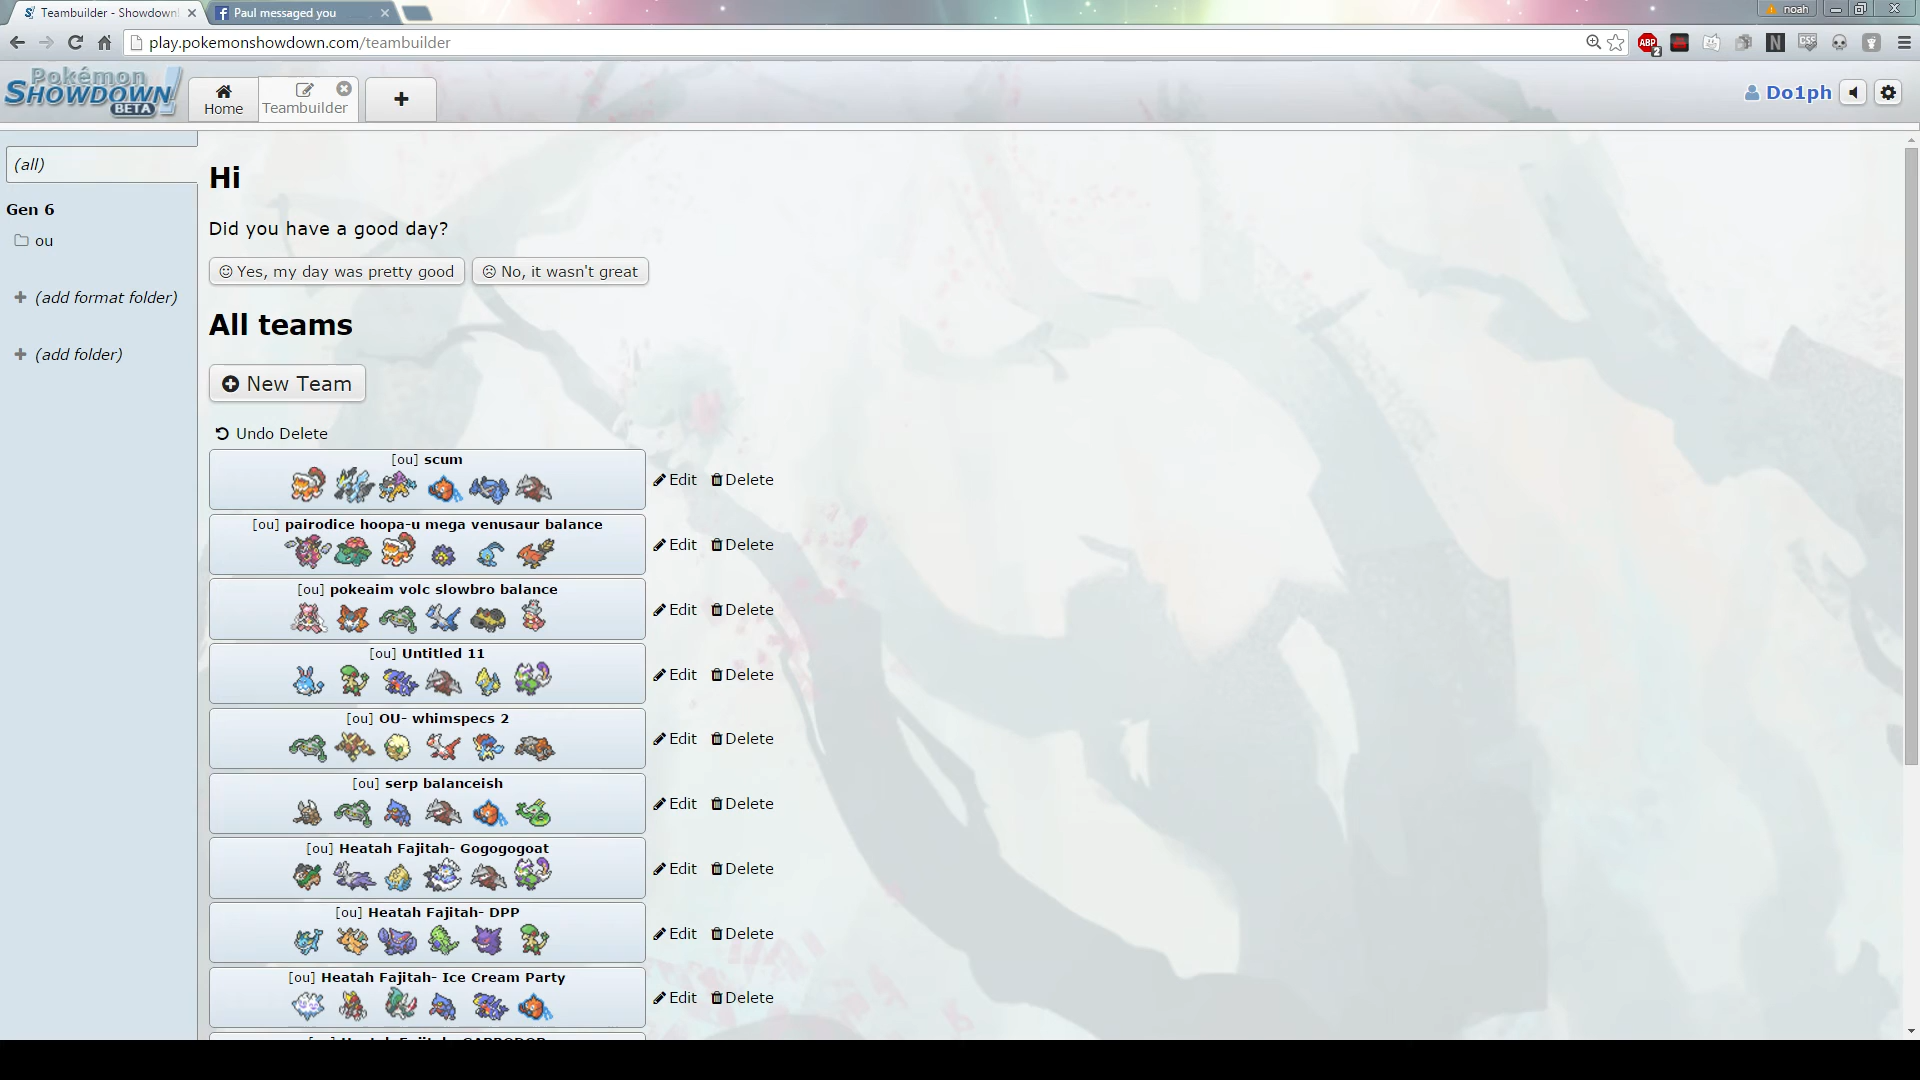 Teambuilder - Showdown!
Paul messaged you
noah
play.pokemonshowdown.com/teambuilder
ABP
2
N
CSS
Pokémon
SHOWDOWN!
BETA
Home
Teambuilder
Do1ph
(all)
Gen 6
ou
(add format folder)
(add folder)
Hi
Did you have a good day?
Yes, my day was pretty good
No, it wasn't great
All teams
New Team
Undo Delete
[ou] scum
Edit Delete
[ou] pairodice hoopa-u mega venusaur balance
Edit Delete
[ou] pokeaim volc slowbro balance
Edit Delete
[ou] Untitled 11
Edit Delete
[ou] OU- whimspecs 2
Edit Delete
[ou] serp balanceish
Edit Delete
[ou] Heatah Fajitah- Gogogogoat
Edit Delete
[ou] Heatah Fajitah- DPP
Edit Delete
[ou] Heatah Fajitah- Ice Cream Party
Edit Delete